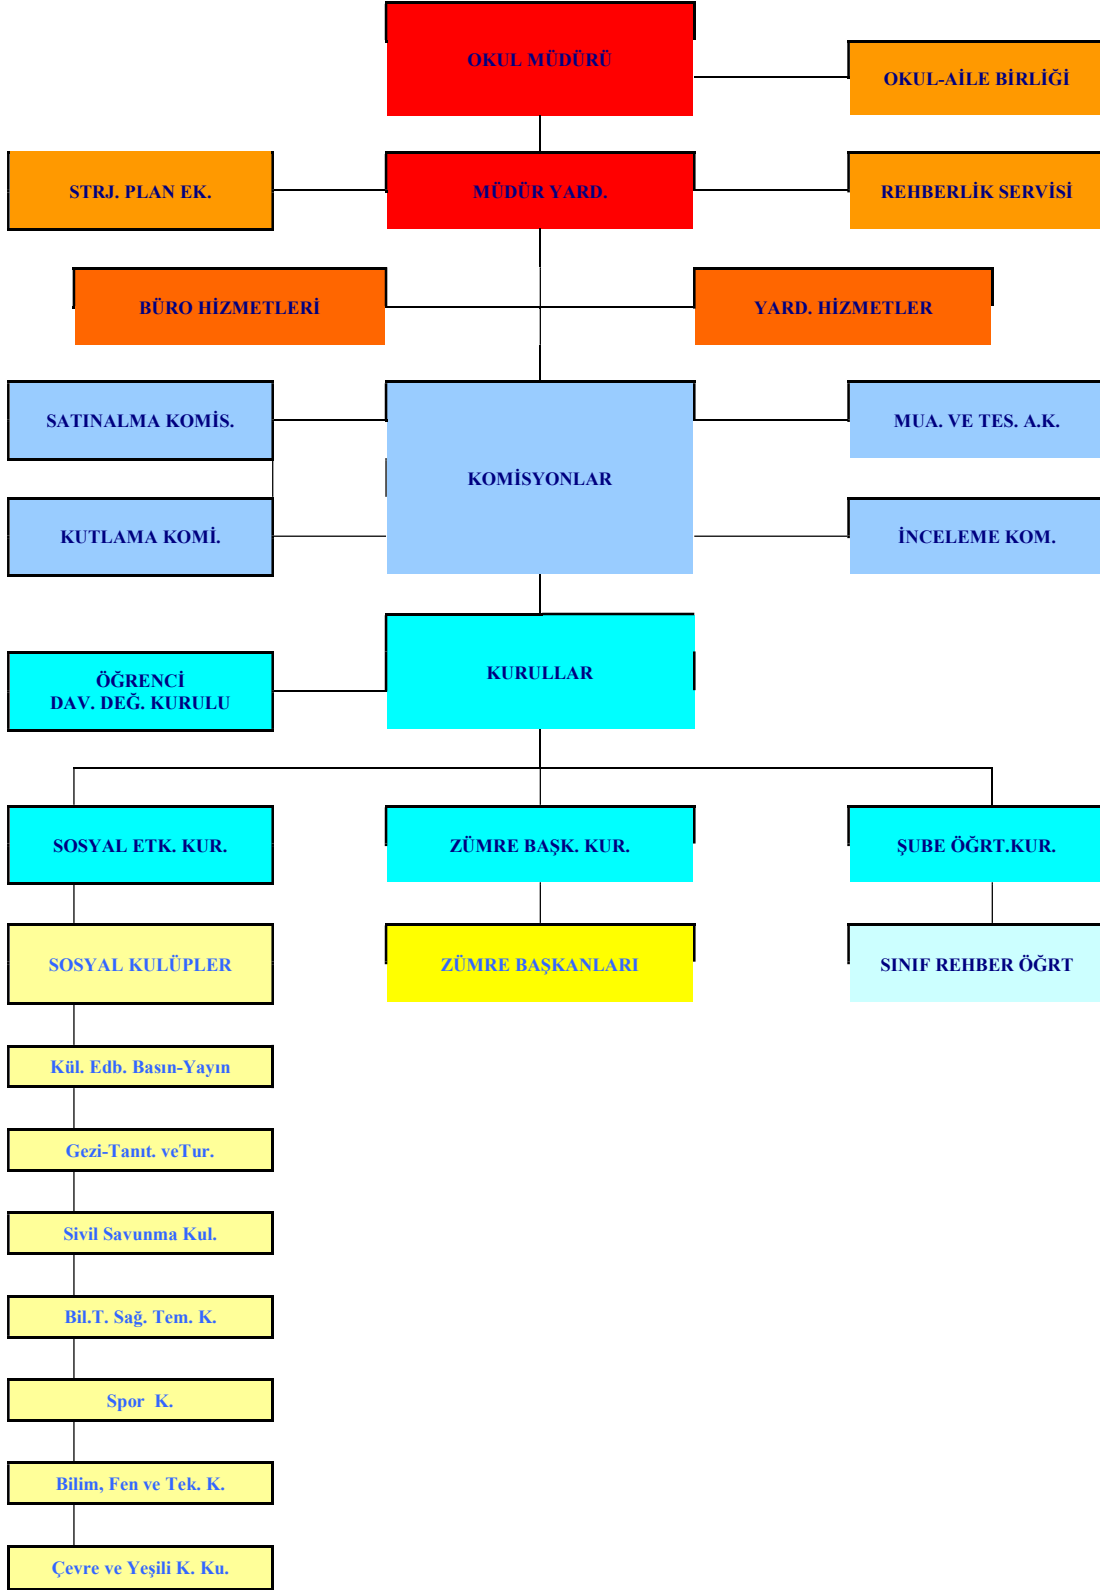 OKUL MÜDÜRÜ
OKUL-AİLE BİRLİĞİ
STRJ. PLAN EK.
MÜDÜR YARD.
REHBERLİK SERVİSİ
BÜRO HİZMETLERİ
YARD. HİZMETLER
SATINALMA KOMİS.
MUA. VE TES. A.K.
KOMİSYONLAR
KUTLAMA KOMİ.
İNCELEME KOM.
KURULLAR
ÖĞRENCİ
DAV. DEĞ. KURULU
SOSYAL ETK. KUR.
ZÜMRE BAŞK. KUR.
ŞUBE ÖĞRT.KUR.
SOSYAL KULÜPLER
ZÜMRE BAŞKANLARI
SINIF REHBER ÖĞRT
Kül. Edb. Basın-Yayın
Gezi-Tanıt. veTur.
Sivil Savunma Kul.
Bil.T. Sağ. Tem. K.
Spor  K.
Bilim, Fen ve Tek. K.
Çevre ve Yeşili K. Ku.